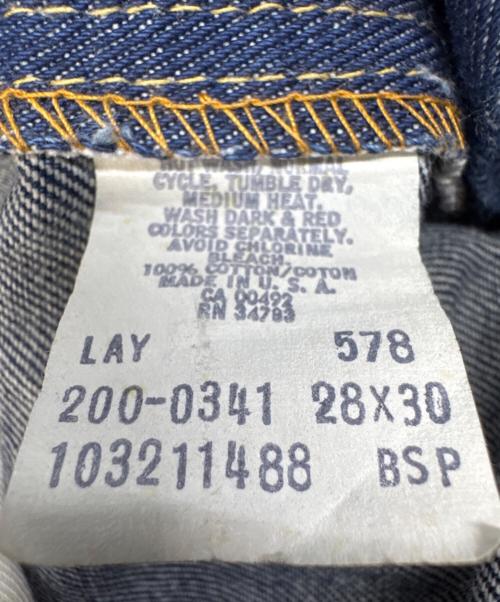 CYCLE, TUMBLE DRY,
MEDIUM HEAT.
WASH DARK & RED
COLORS SEPARATELY.
AVOID CHLORINE
BLEACH.
100% COTTON/COTON
MADE IN U. S. A.
CA 00492
RN 34793
LAY 578
200-0341 28X30
103211488 BSP